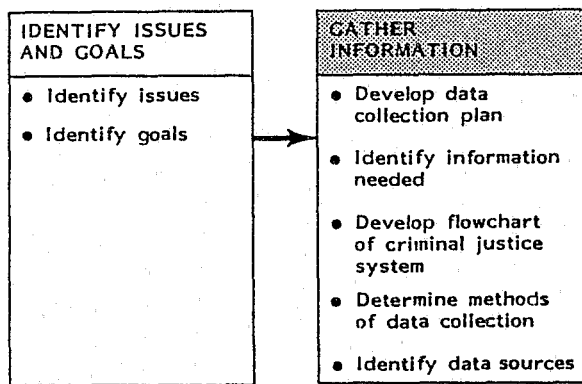 IDENTIFY ISSUES
AND GOALS
• Identify issues
• Identify goals
GATHER
INFORMATION
• Develop data
collection plan
• Identify information
needed
• Develop flowchart
of criminal justice
system
• Determine methods
of data collection
• Identify data sources